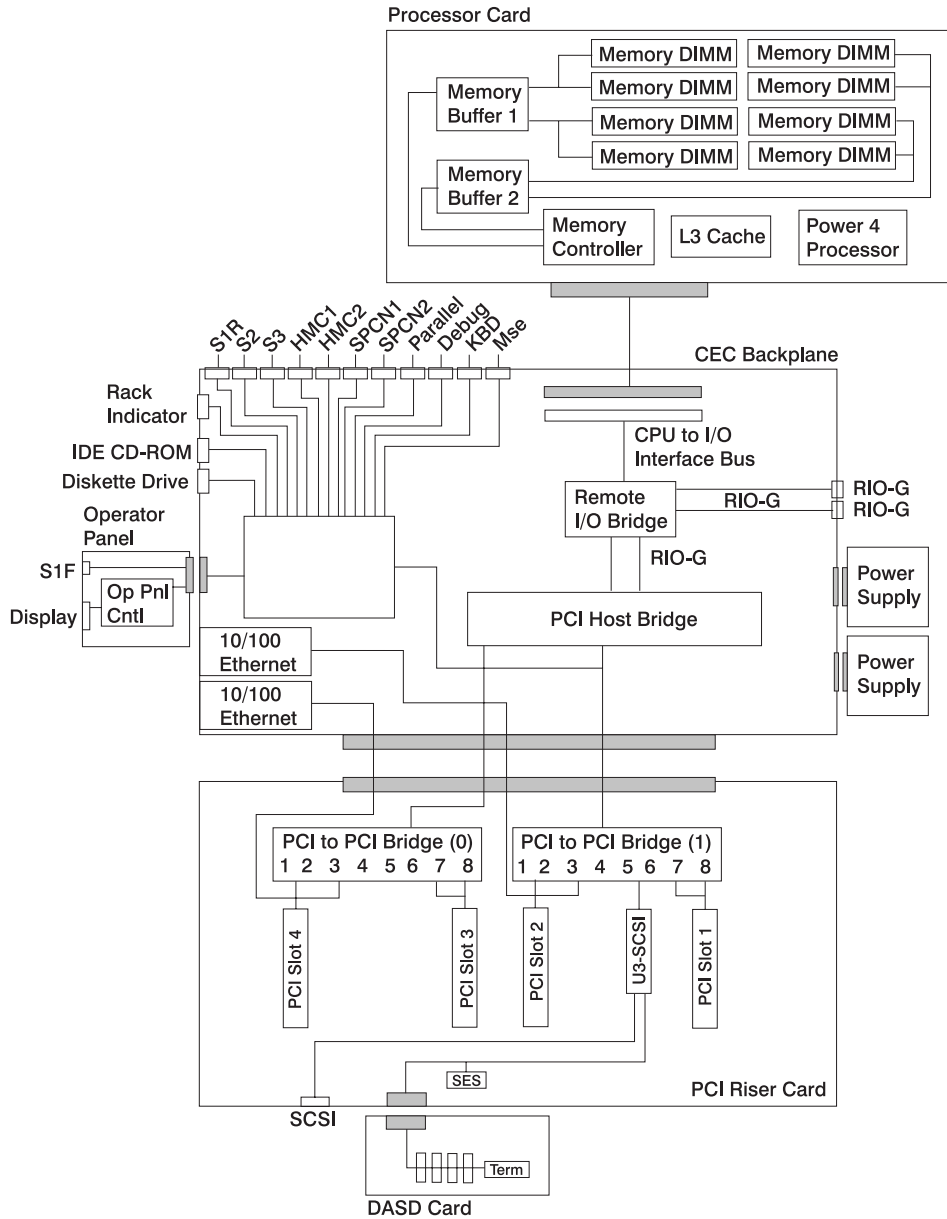 Processor Card
Memory DIMM
Memory DIMM
Memory DIMM
Memory DIMM
Memory DIMM
Memory DIMM
Memory DIMM
Memory DIMM
Memory
Buffer 1
Memory
Buffer 2
Memory
Controller
L3 Cache
Power 4
Processor
S1R
S2
S3
HMC1
HMC2
SPCN1
SPCN2
Parallel
Debug
KBD
Mse
CEC Backplane
Rack
Indicator
IDE CD-ROM
Diskette Drive
Operator
Panel
S1F
Op Pnl
Cntl
Display
CPU to I/O
Interface Bus
Remote
I/O Bridge
RIO-G
RIO-G
RIO-G
RIO-G
PCI Host Bridge
Power
Supply
Power
Supply
10/100
Ethernet
10/100
Ethernet
PCI to PCI Bridge (0)
1 2 3 4 5 6 7 8
PCI to PCI Bridge (1)
1 2 3 4 5 6 7 8
PCI Slot 4
PCI Slot 3
PCI Slot 2
U3-SCSI
PCI Slot 1
SES
PCI Riser Card
SCSI
Term
DASD Card